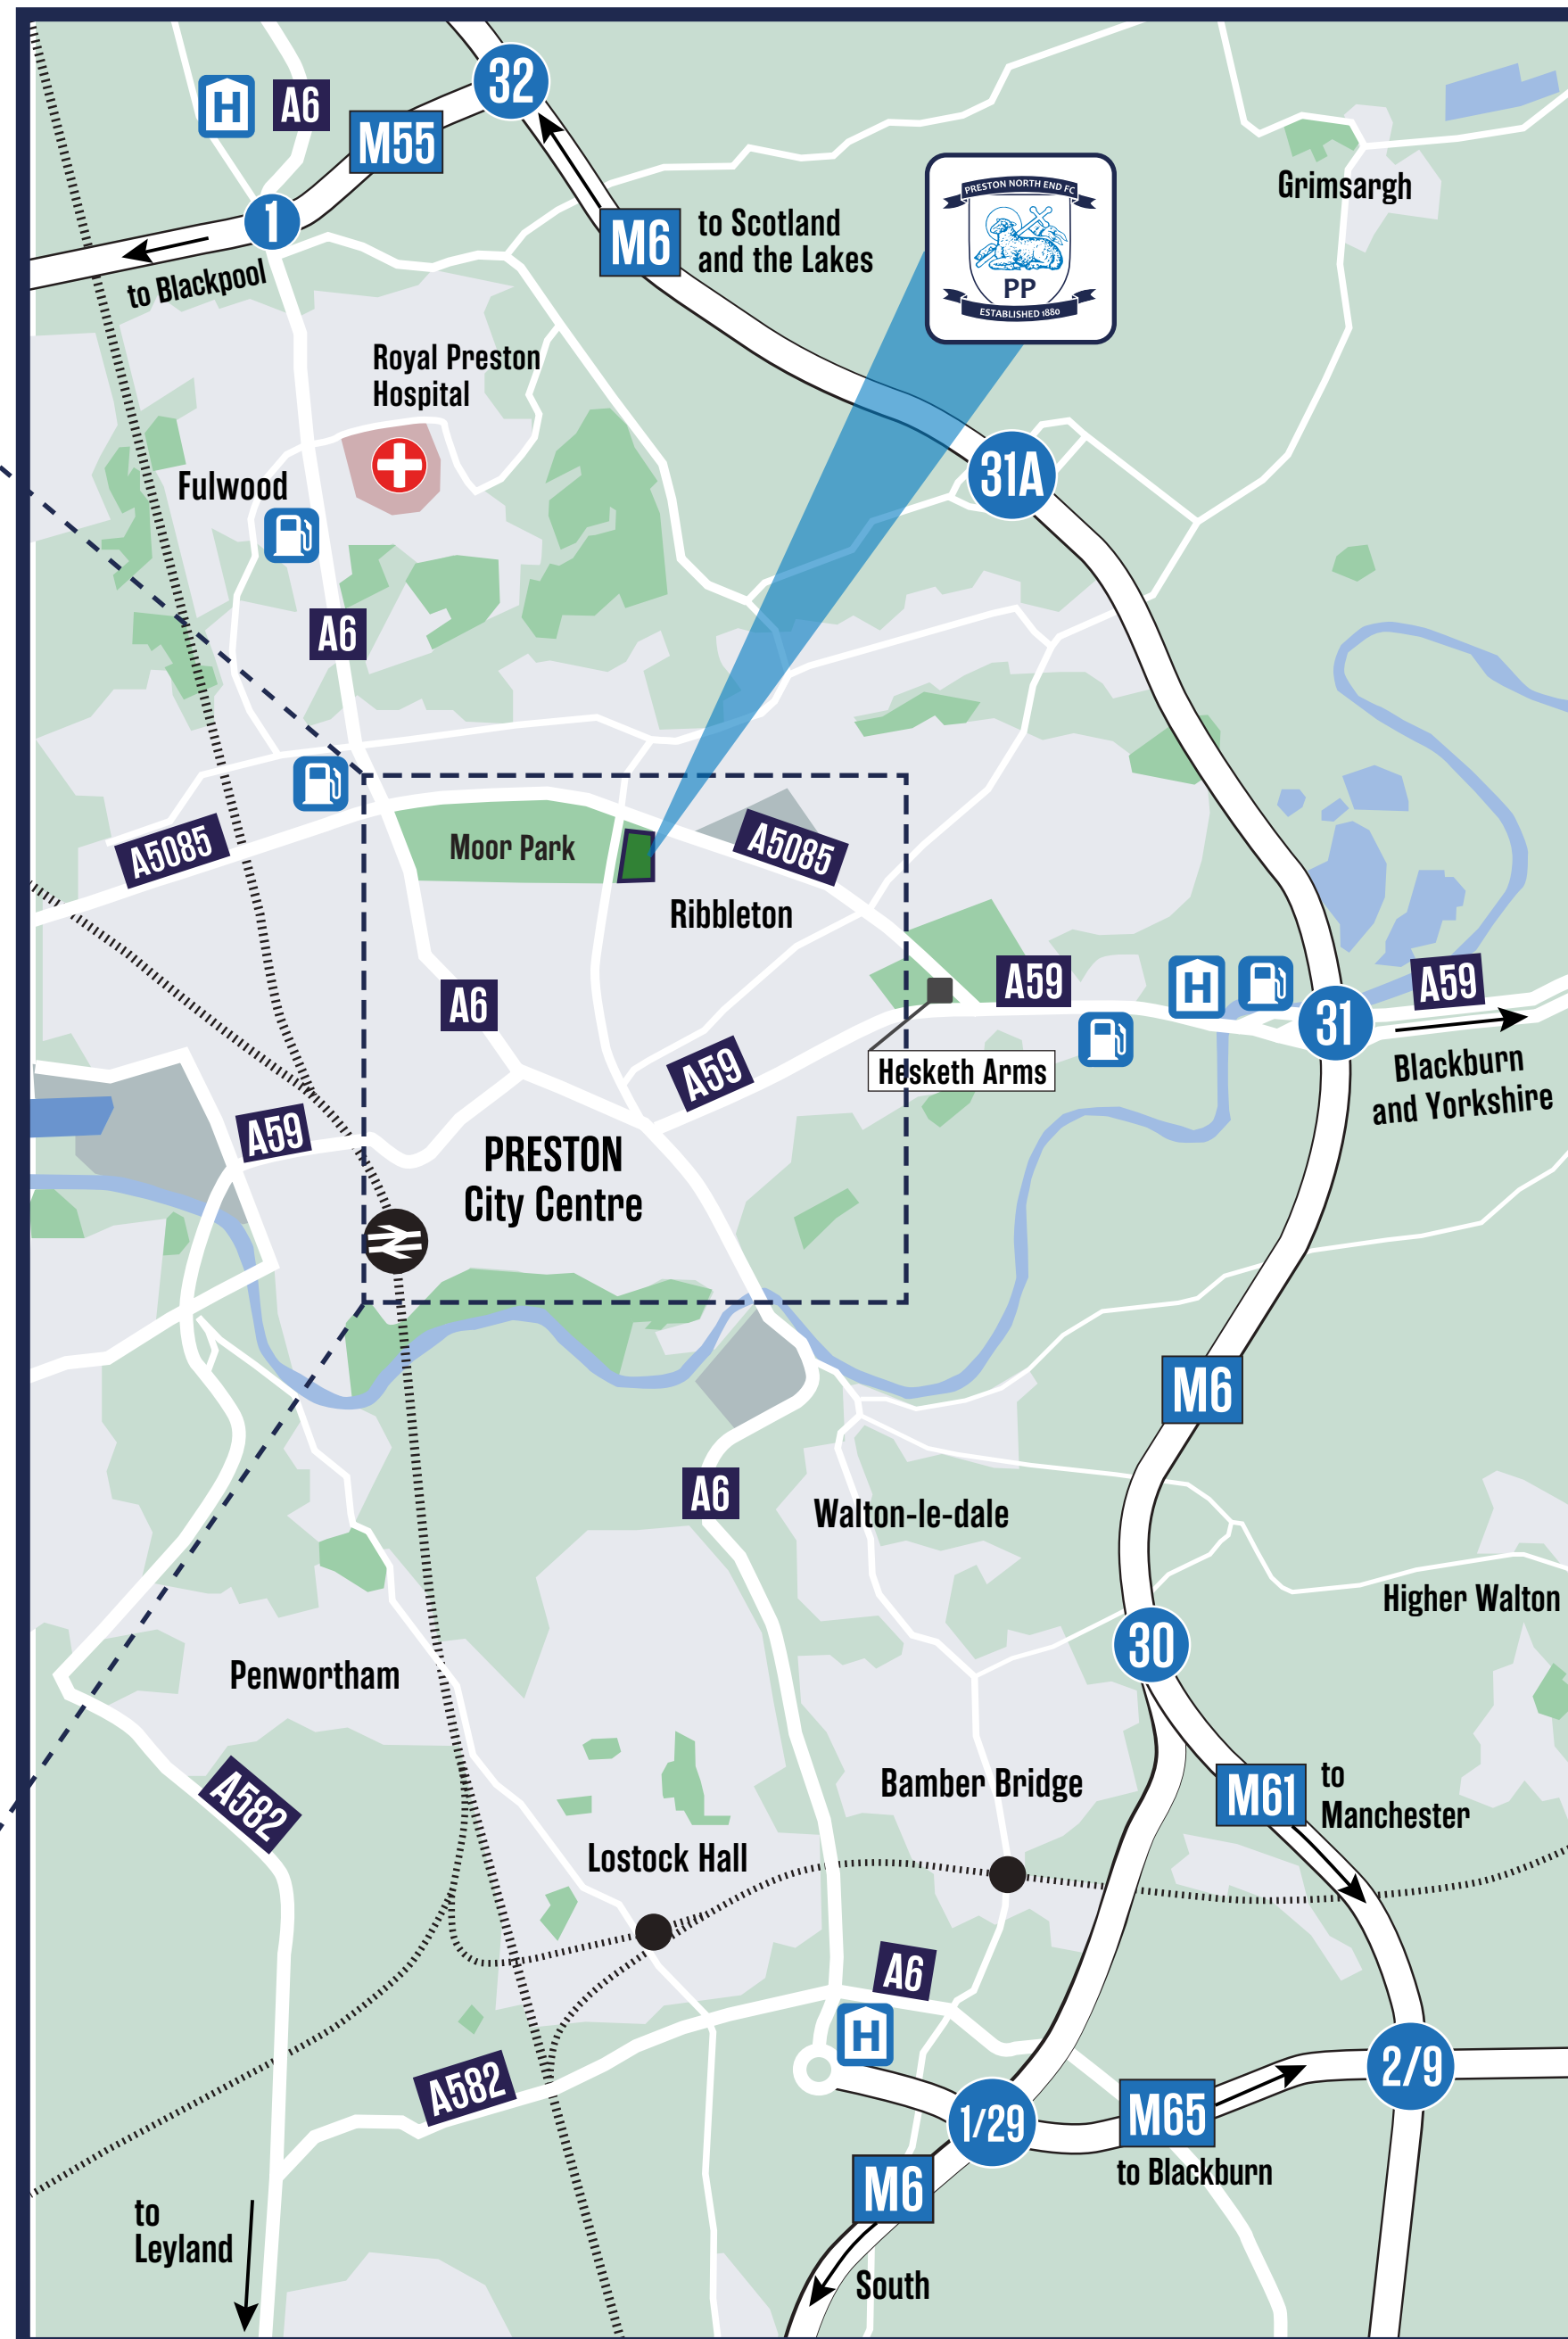 32
H
A6
M55
1
to Blackpool
M6
to Scotland
and the Lakes
PRESTON NORTH END FC
PP
ESTABLISHED 1880
Grimsargh
Royal Preston
Hospital
31A
Fulwood
A6
A5085
Moor Park
A5085
Ribbleton
A6
A59
H
A59
31
Hesketh Arms
A59
Blackburn
and Yorkshire
A59
PRESTON
City Centre
M6
A6
Walton-le-dale
Higher Walton
30
Penwortham
Bamber Bridge
M61
to
Manchester
A582
Lostock Hall
A6
H
A582
2/9
1/29
M65
to Blackburn
M6
to
Leyland
South